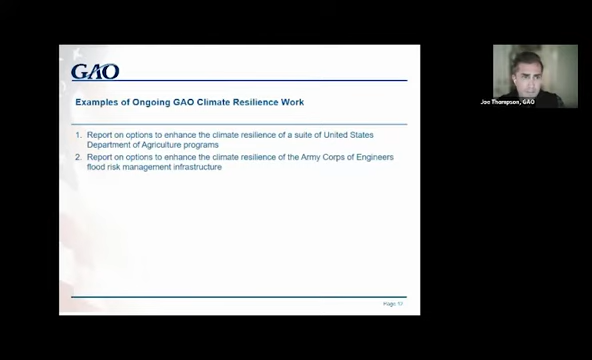 GAO
Examples of Ongoing GAO Climate Resilience Work
1. Report on options to enhance the climate resilience of a suite of United States
Department of Agriculture programs
2. Report on options to enhance the climate resilience of the Army Corps of Engineers
flood risk management infrastructure
Page
Joe Thompson, GAO